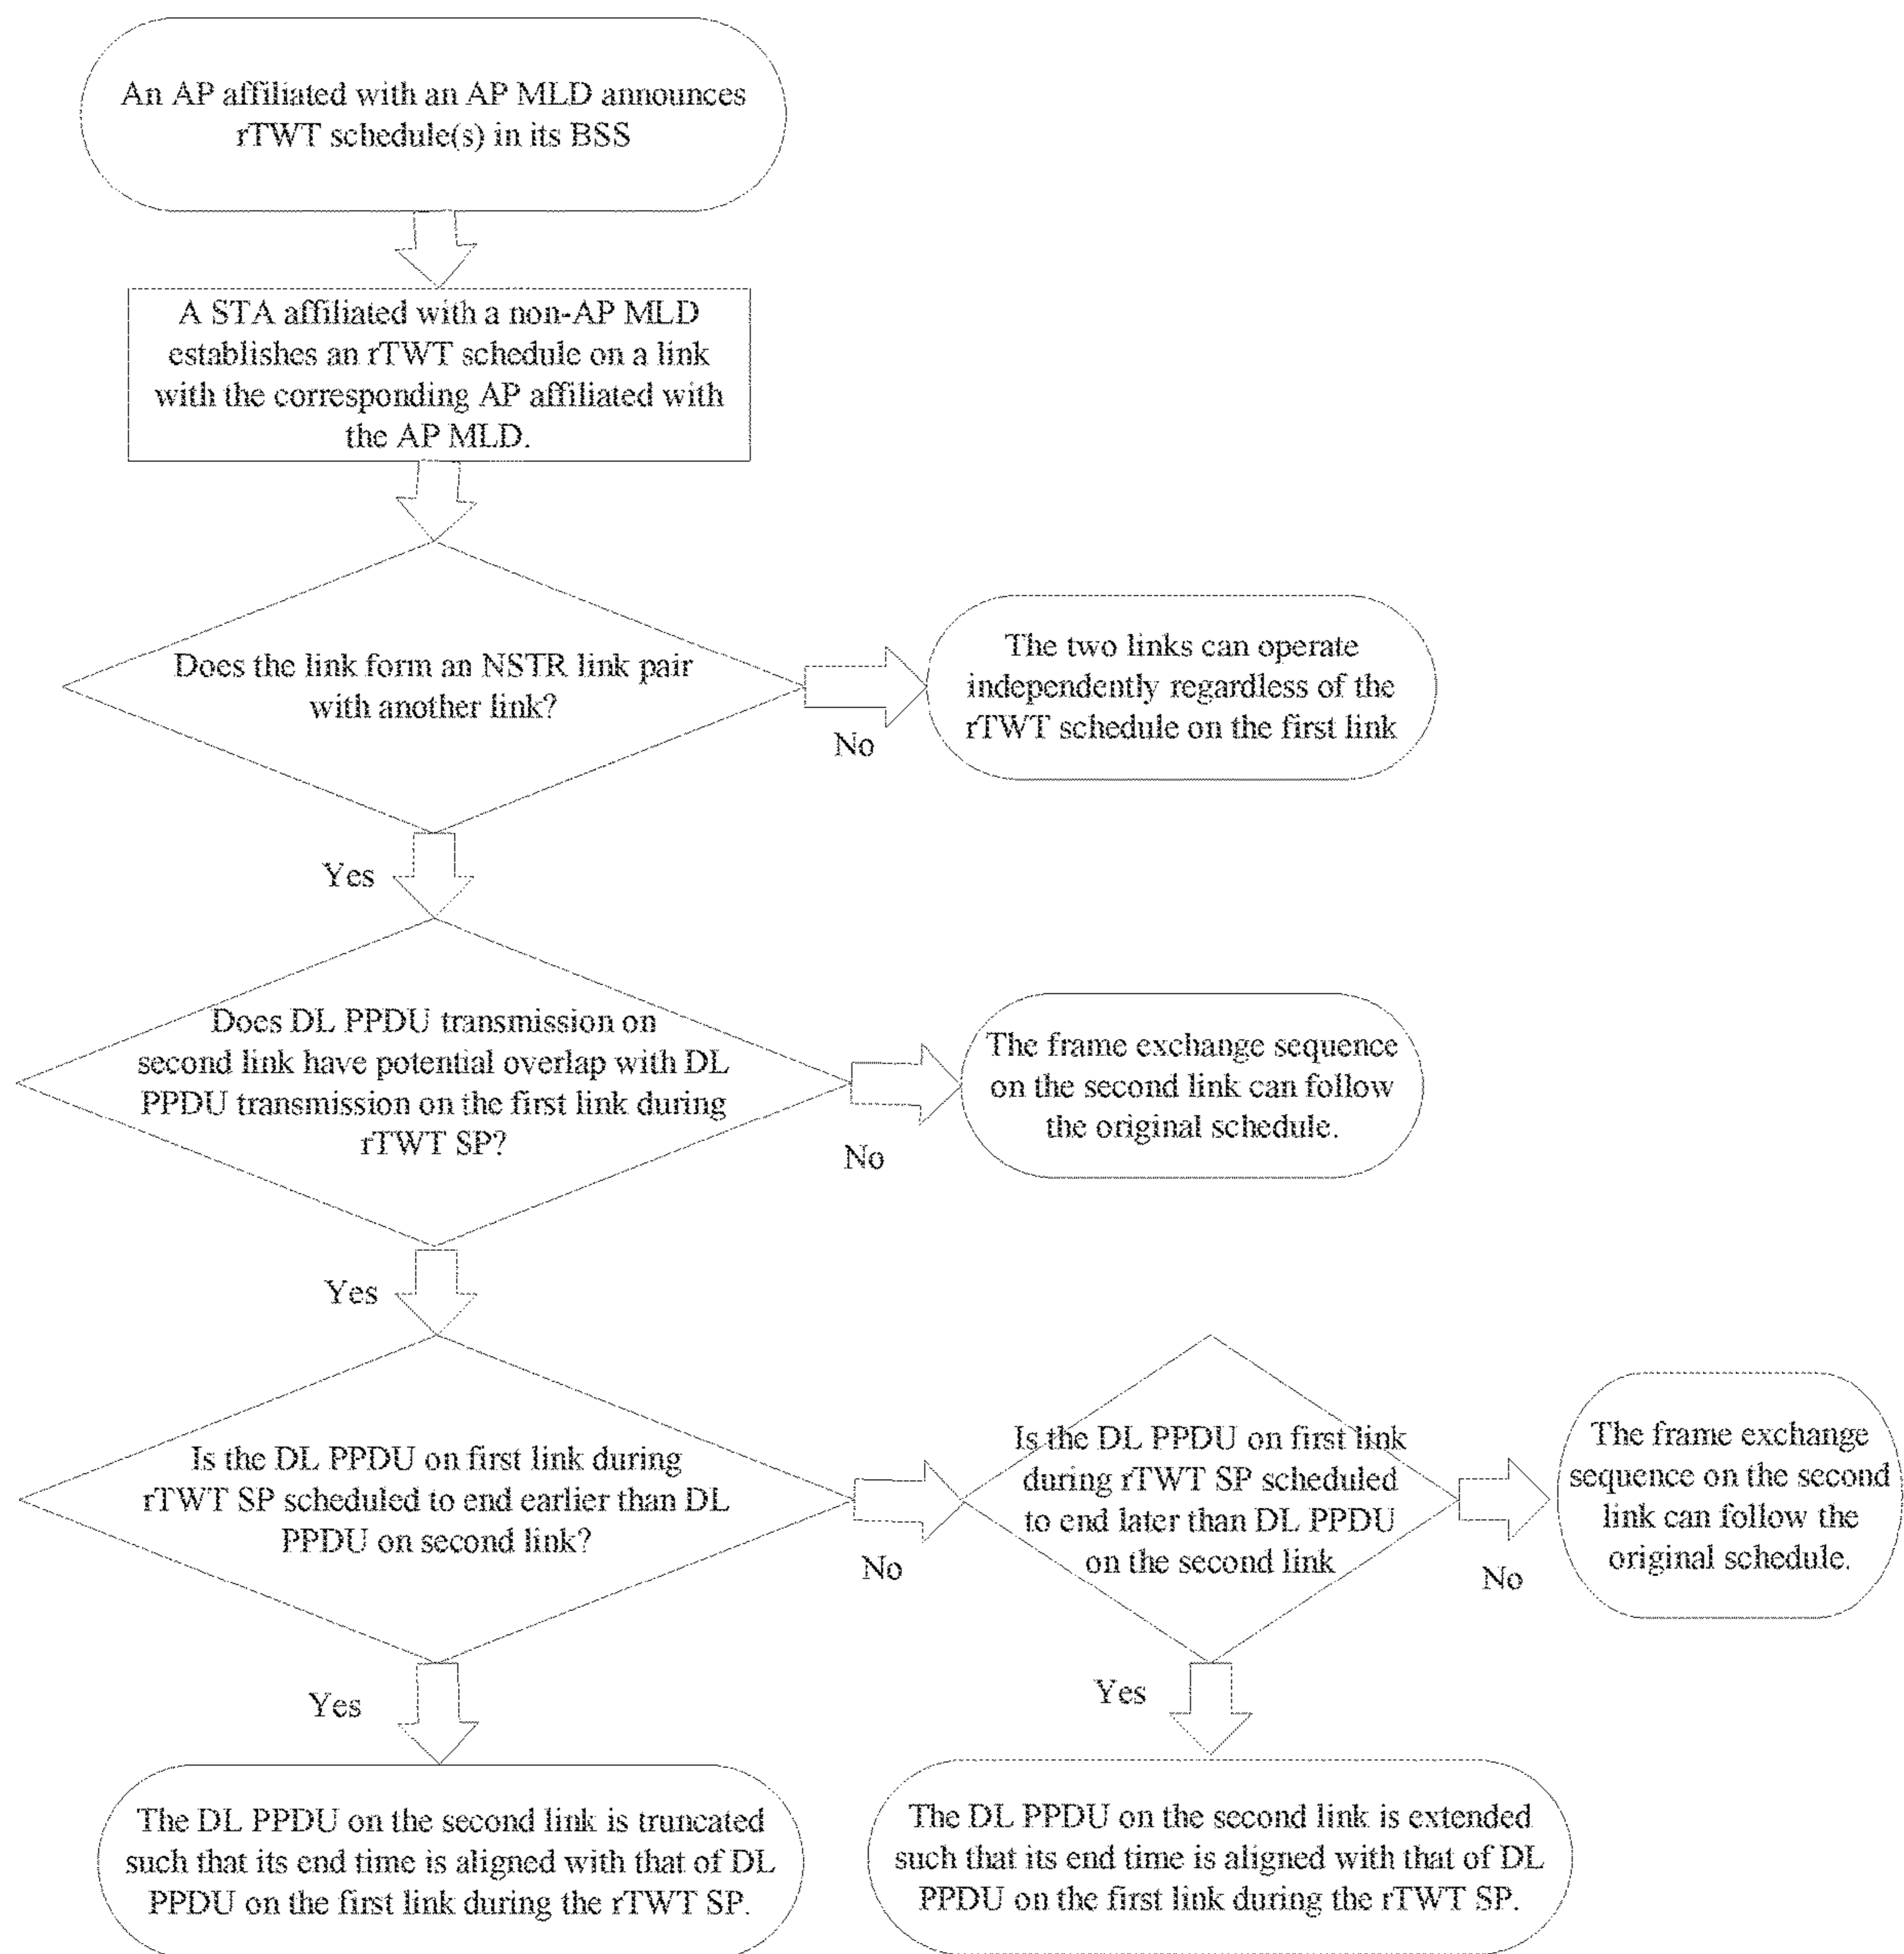 An AP affiliated with an AP MLD announces
rTWT schedule(s) in its BSS
A STA affiliated with a non-AP MLD
establishes an rTWT schedule on a link
with the corresponding AP affiliated with
the AP MLD.
Does the link form an NSTR link pair
with another link?
No
The two links can operate
independently regardless of the
rTWT schedule on the first link
Yes
Does DL PPDU transmission on
second link have potential overlap with DL
PPDU transmission on the first link during
rTWT SP?
No
The frame exchange sequence
on the second link can follow
the original schedule.
Yes
Is the DL PPDU on first link during
rTWT SP scheduled to end earlier than DL
PPDU on second link?
No
Is the DL PPDU on first link
during rTWT SP scheduled
to end later than DL PPDU
on the second link
No
The frame exchange
sequence on the second
link can follow the
original schedule.
Yes
The DL PPDU on the second link is truncated
such that its end time is aligned with that of DL
PPDU on the first link during the rTWT SP.
Yes
The DL PPDU on the second link is extended
such that its end time is aligned with that of DL
PPDU on the first link during the rTWT SP.